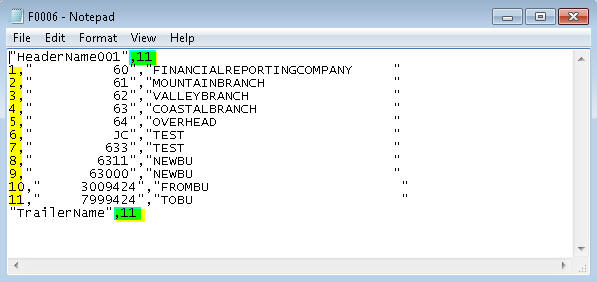 F0006 - Notepad
File Edit Format View Help
"HeaderName001",11
1,"          60","FINANCIALREPORTINGCOMPANY     "
2,"          61","MOUNTAINBRANCH                "
3,"          62","VALLEYBRANCH                  "
4,"          63","COASTALBRANCH                 "
5,"          64","OVERHEAD                      "
6,"          JC","TEST                          "
7,"         633","TEST                          "
8,"        6311","NEWBU                         "
9,"       63000","NEWBU                         "
10,"     3009424","FROMBU                        "
11,"     7999424","TOBU                          "
"TrailerName",11